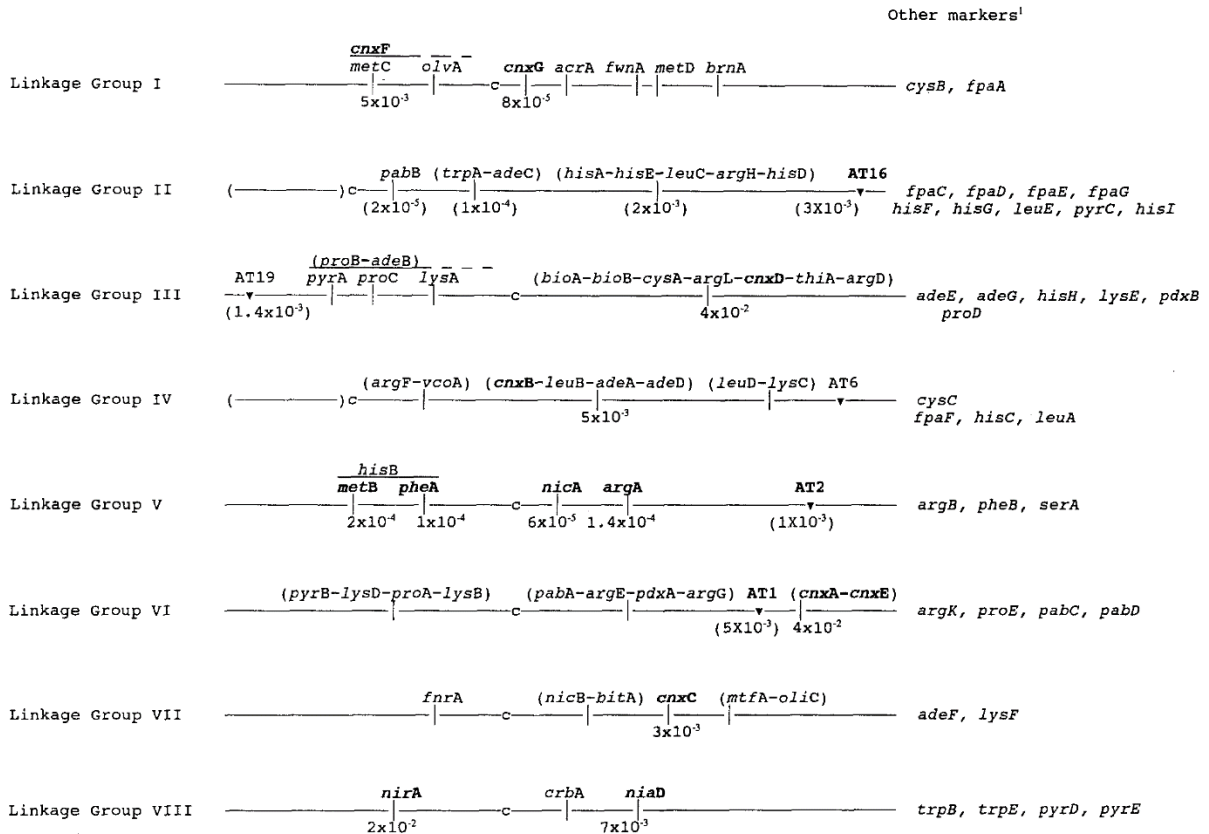 Other markers¹
cnxF
metC olvA cnxG acrA fwnA metD brnA
Linkage Group I c cysB, fpaA
5x10⁻³ 8x10⁻⁵
pabB (trpA-adeC) (hisA-hisE-leuC-argH-hisD) AT16
Linkage Group II ( )c fpaC, fpaD, fpaE, fpaG
(2x10⁻⁵) (1x10⁻⁴) (2x10⁻³) (3X10⁻³) hisF, hisG, leuE, pyrC, hisI
(proB-adeB)
AT19 pyrA proC lysA (bioA-bioB-cysA-argL-cnxD-thiA-argD)
Linkage Group III c adeE, adeG, hisH, lysE, pdxB
(1.4x10⁻³) 4x10⁻² proD
(argF-vcoA) (cnxB-leuB-adeA-adeD) (leuD-lysC) AT6
Linkage Group IV ( )c cysC
5x10⁻³ fpaF, hisC, leuA
hisB
metB pheA nicA argA AT2
Linkage Group V c argB, pheB, serA
2x10⁻⁴ 1x10⁻⁴ 6x10⁻⁵ 1.4x10⁻⁴ (1X10⁻³)
(pyrB-lysD-proA-lysB) (pabA-argE-pdxA-argG) AT1 (cnxA-cnxE)
Linkage Group VI c argK, proE, pabC, pabD
(5X10⁻³) 4x10⁻²
fnrA (nicB-bitA) cnxC (mtfA-oliC)
Linkage Group VII c adeF, lysF
3x10⁻³
nirA crbA niaD
Linkage Group VIII c trpB, trpE, pyrD, pyrE
2x10⁻² 7x10⁻³